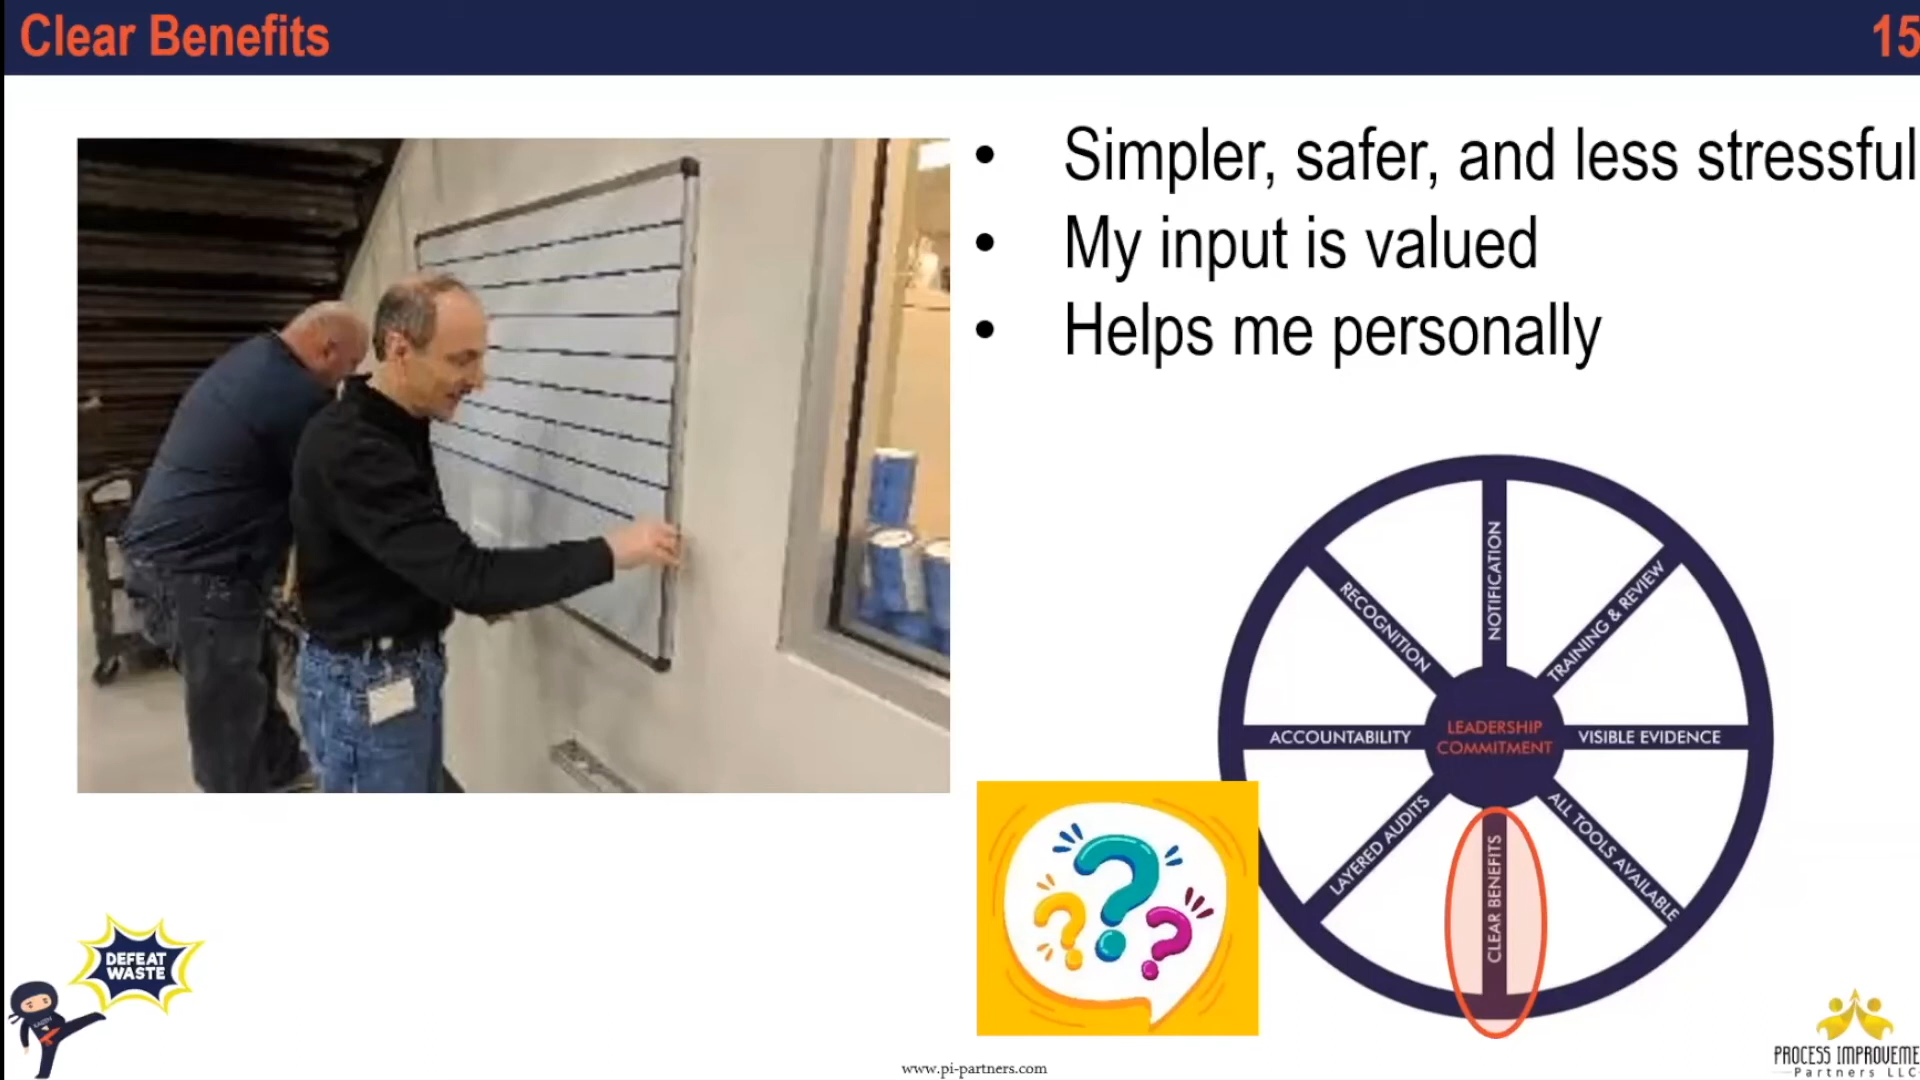 Clear Benefits
15
• Simpler, safer, and less stressful
• My input is valued
• Helps me personally
NOTIFICATION
TRAINING & REVIEW
VISIBLE EVIDENCE
ALL TOOLS AVAILABLE
CLEAR BENEFITS
LAYERED AUDITS
ACCOUNTABILITY
RECOGNITION
LEADERSHIP
COMMITMENT
DEFEAT
WASTE
www.pi-partners.com
PROCESS IMPROVEME
Partners LLC